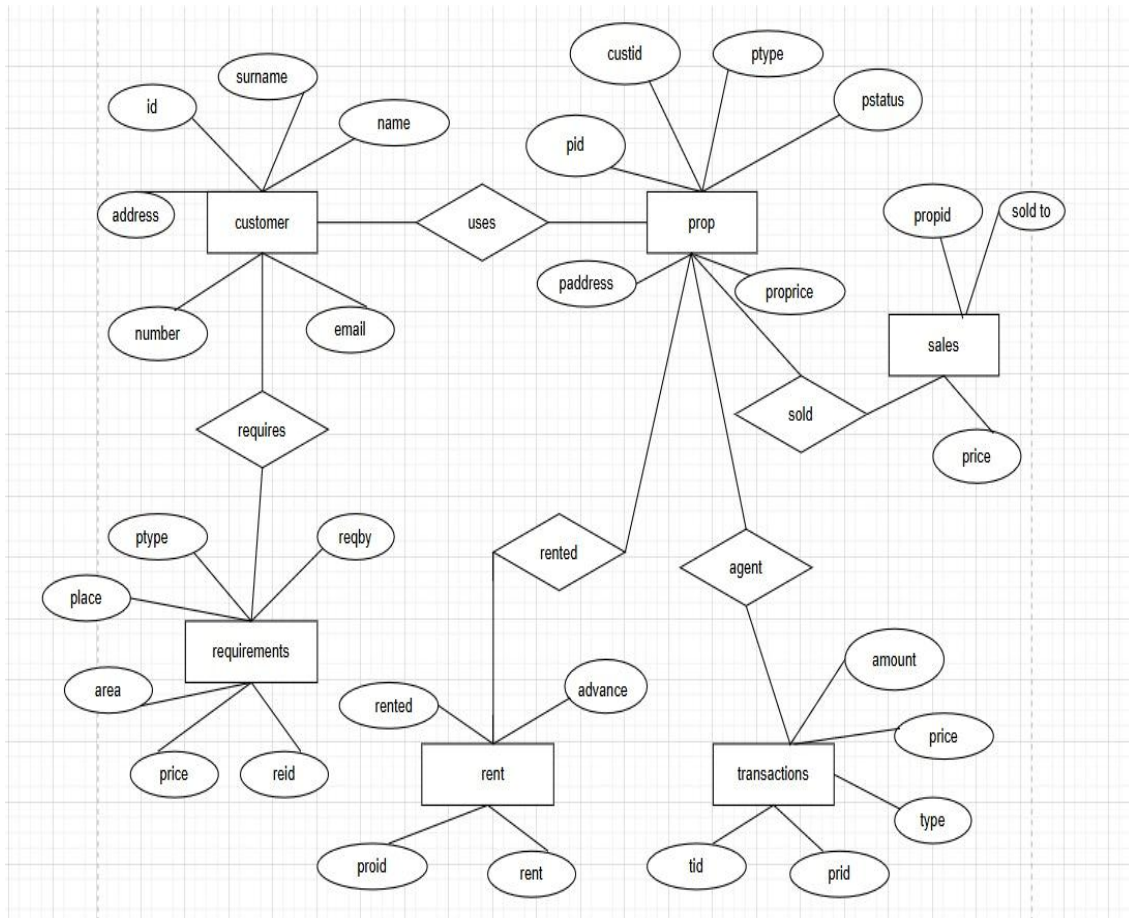 custid
ptype
surname
id
pstatus
name
pid
address
customer
uses
prop
propid
sold to
paddress
proprice
number
email
sales
requires
sold
price
ptype
reqby
rented
agent
place
requirements
amount
area
rented
advance
price
price
reid
rent
transactions
type
proid
rent
tid
prid